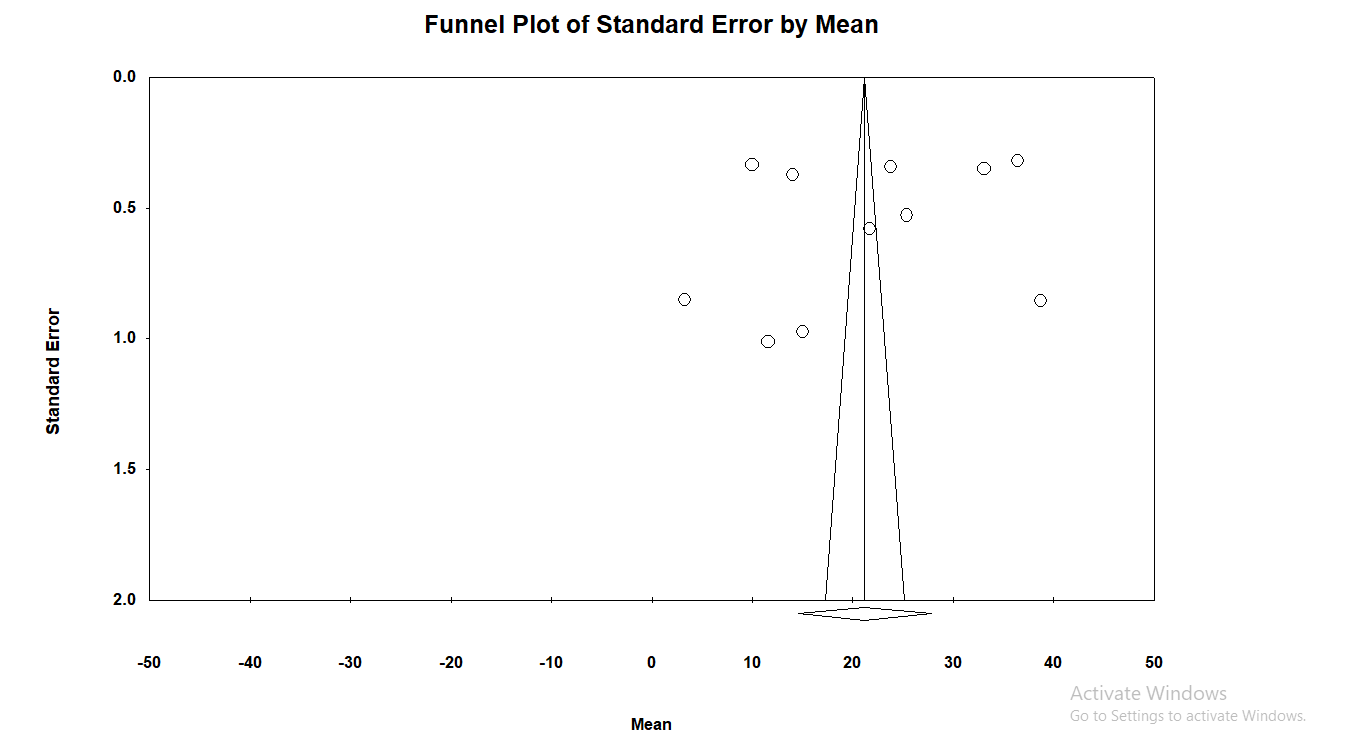 Funnel Plot of Standard Error by Mean
0.0
0.5
1.0
1.5
2.0
Standard Error
-50 -40 -30 -20 -10 0 10 20 30 40 50
Mean
Activate Windows
Go to Settings to activate Windows.